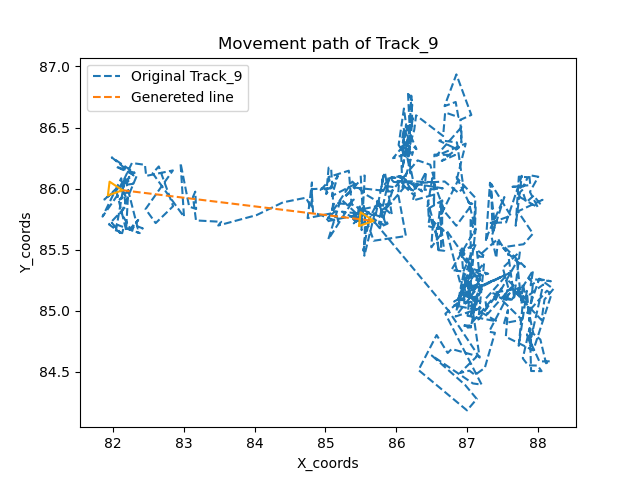 Movement path of Track_9
Original Track_9
Genereted line
87.0
86.5
86.0
85.5
85.0
84.5
Y_coords
82 83 84 85 86 87 88
X_coords